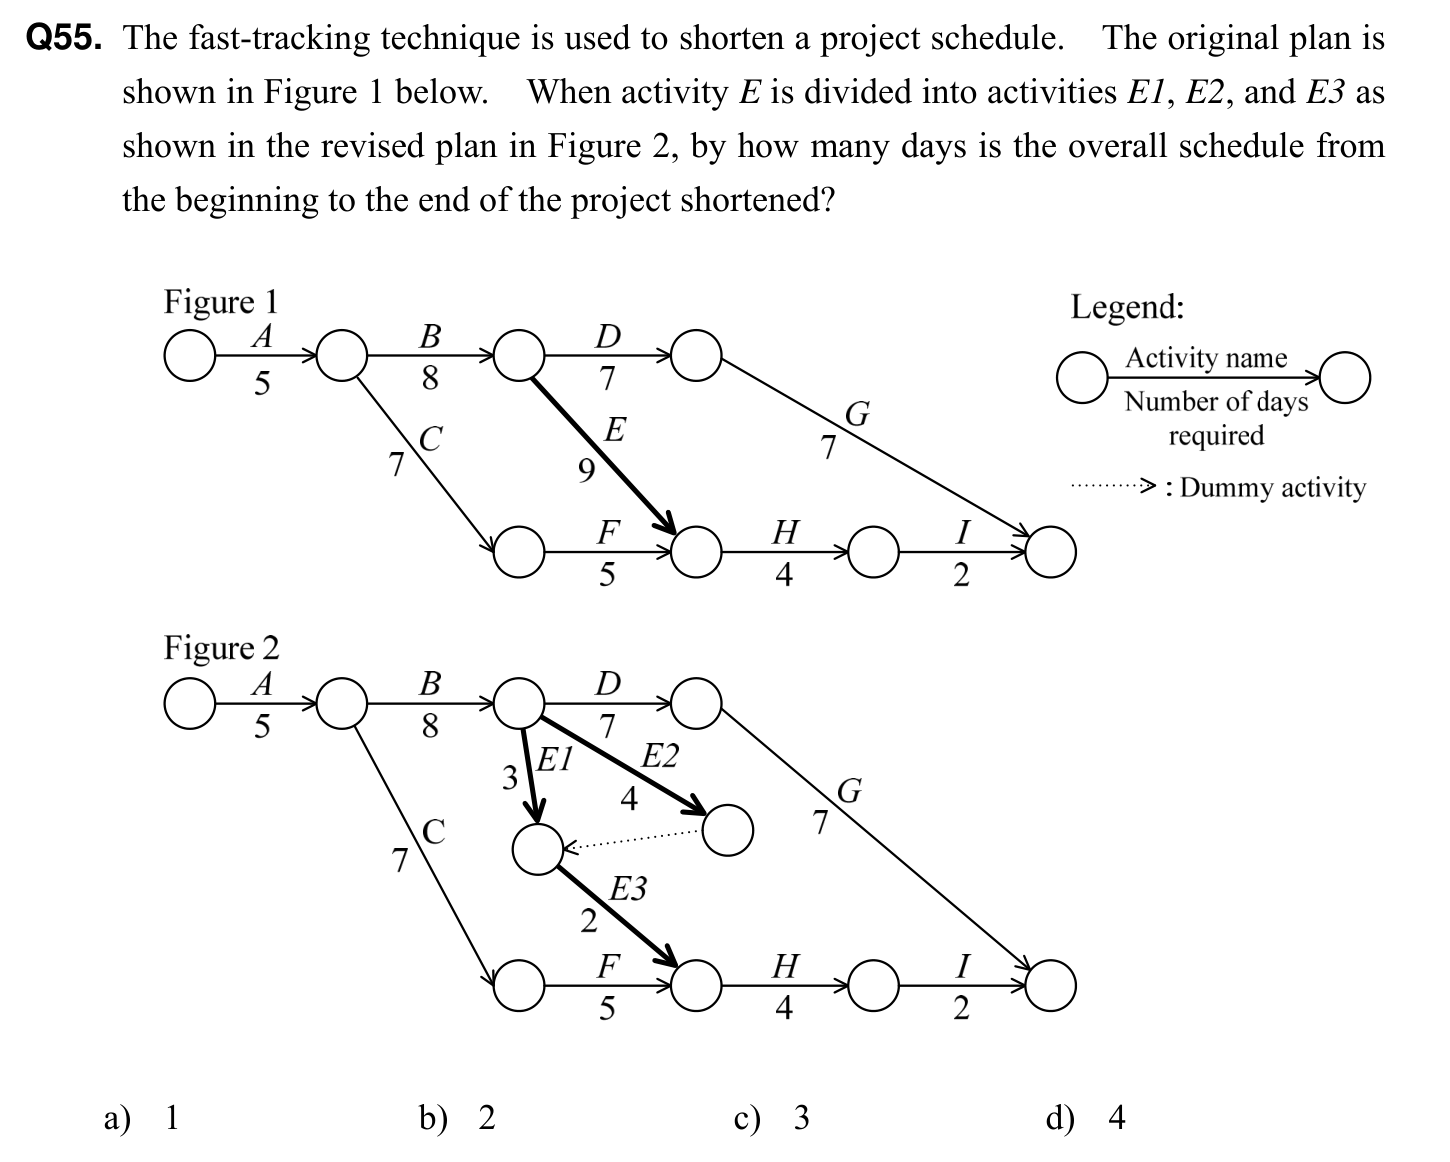 Q55. The fast-tracking technique is used to shorten a project schedule. The original plan is
shown in Figure 1 below. When activity E is divided into activities E1, E2, and E3 as
shown in the revised plan in Figure 2, by how many days is the overall schedule from
the beginning to the end of the project shortened?
Figure 1
A
5
B
8
D
7
C
7
E
9
G
7
F
5
H
4
I
2
Legend:
Activity name
Number of days
required
: Dummy activity
Figure 2
A
5
B
8
D
7
E1
3
E2
4
G
7
C
7
E3
2
F
5
H
4
I
2
a) 1 b) 2 c) 3 d) 4